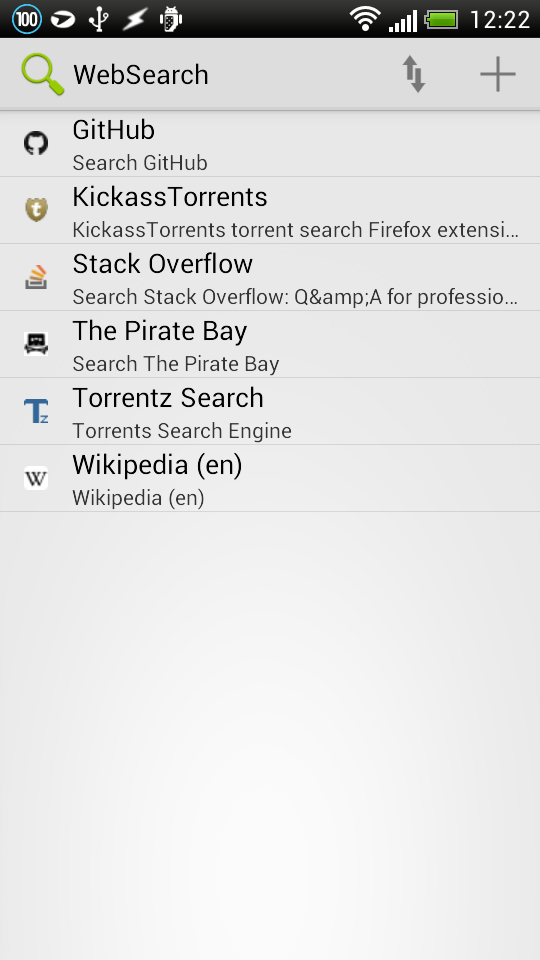 100 12:22
WebSearch
GitHub
Search GitHub
KickassTorrents
KickassTorrents torrent search Firefox extensi...
Stack Overflow
Search Stack Overflow: Q&amp;A for professio...
The Pirate Bay
Search The Pirate Bay
Torrentz Search
Torrents Search Engine
Wikipedia (en)
Wikipedia (en)